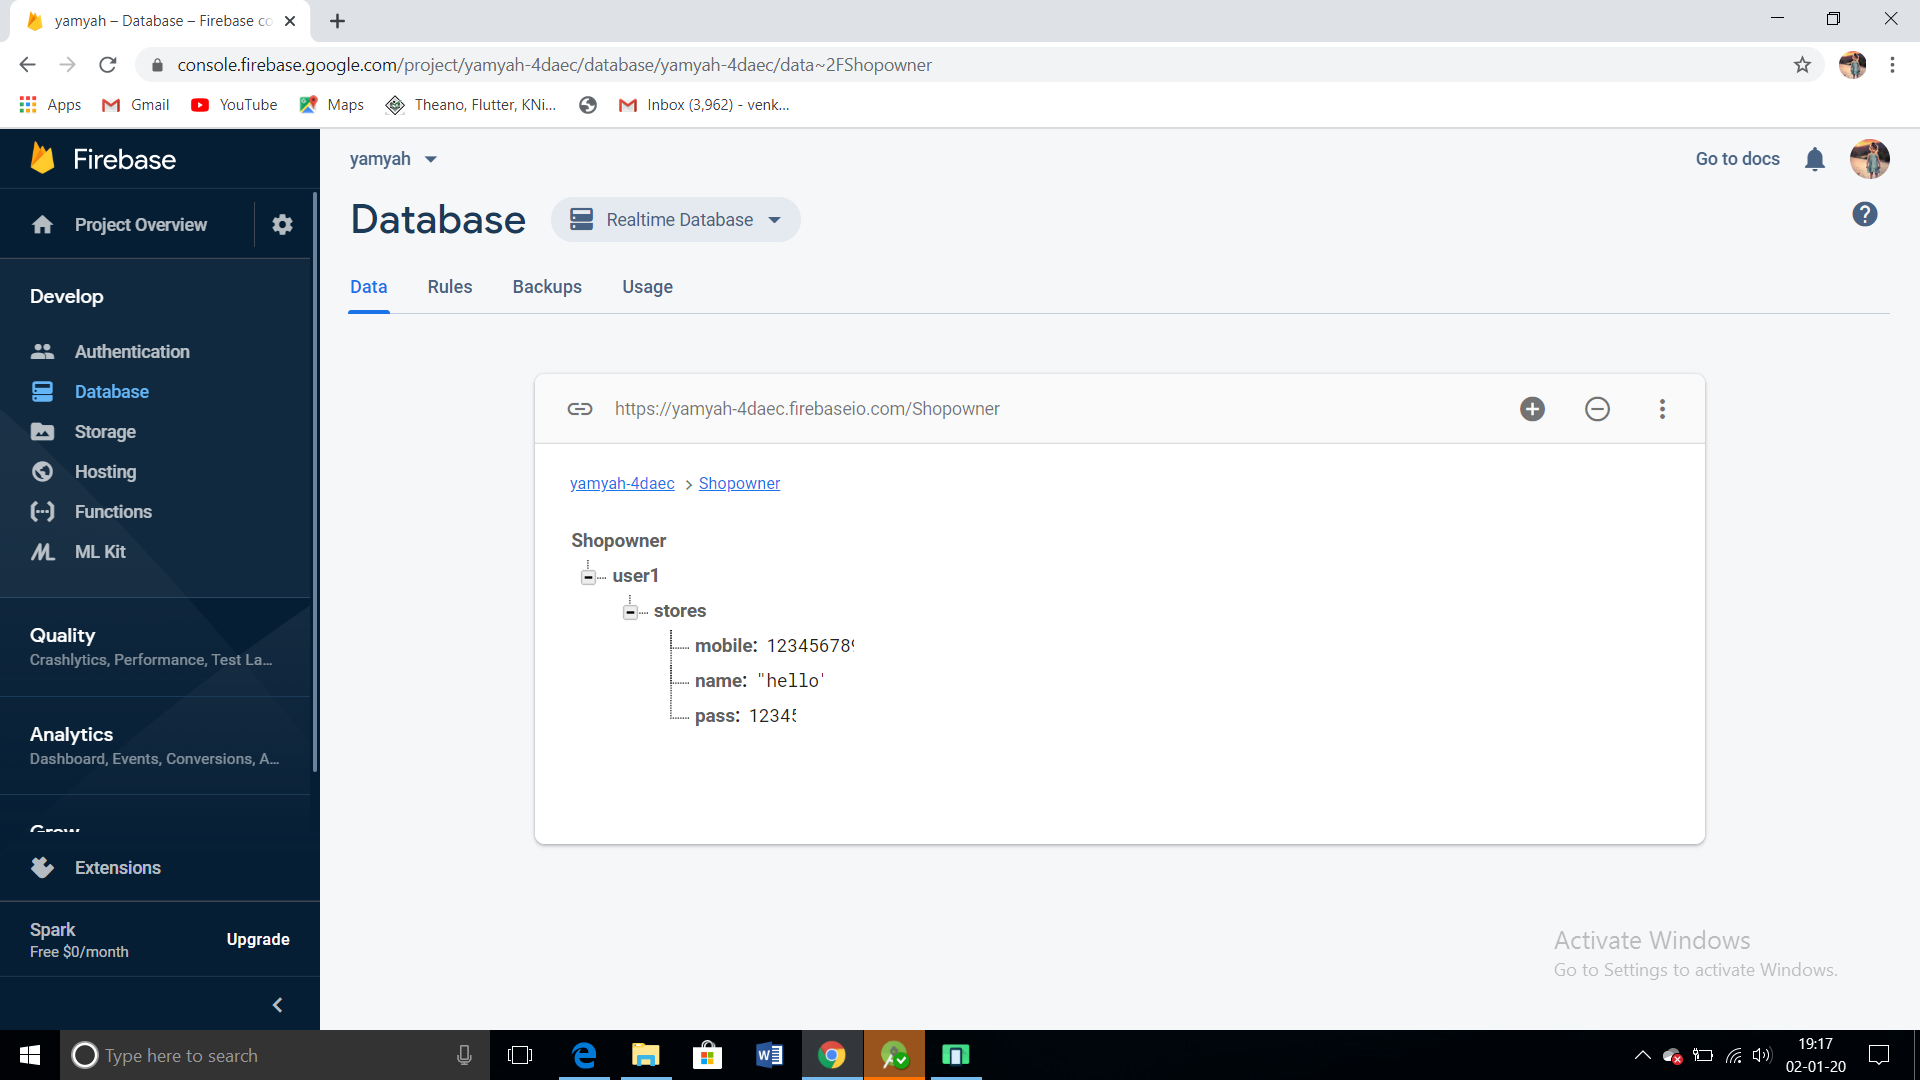 yamyah – Database – Firebase co
console.firebase.google.com/project/yamyah-4daec/database/yamyah-4daec/data~2FShopowner
Apps
Gmail
YouTube
Maps
Theano, Flutter, KNi...
Inbox (3,962) - venk...
Firebase
yamyah
Go to docs
Project Overview
Database
Realtime Database
Data
Rules
Backups
Usage
Develop
Authentication
Database
Storage
Hosting
Functions
ML Kit
https://yamyah-4daec.firebaseio.com/Shopowner
yamyah-4daec > Shopowner
Shopowner
user1
stores
mobile: 123456789
name: "hello'
pass: 12345
Quality
Crashlytics, Performance, Test La...
Analytics
Dashboard, Events, Conversions, A...
Grow
Extensions
Spark
Free $0/month
Upgrade
Activate Windows
Go to Settings to activate Windows.
Type here to search
19:17
02-01-20